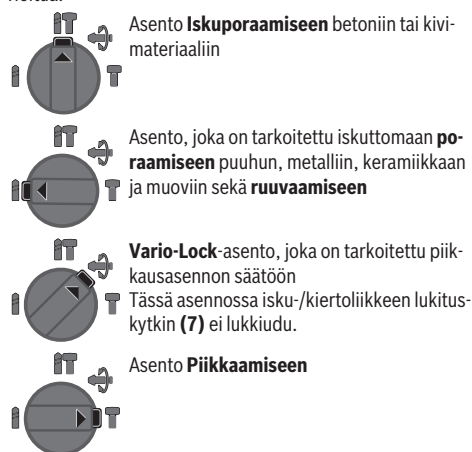 Asento Iskuporaamiseen betoniin tai kivi-
materiaaliin
Asento, joka on tarkoitettu iskuttomaan po-
raamiseen puuhun, metalliin, keramiikkaan
ja muoviin sekä ruuvaamiseen
Vario-Lock-asento, joka on tarkoitettu piik-
kausasennon säätöön
Tässä asennossa isku-/kiertoliikkeen lukitus-
kytkin (7) ei lukkiudu.
Asento Piikkaamiseen